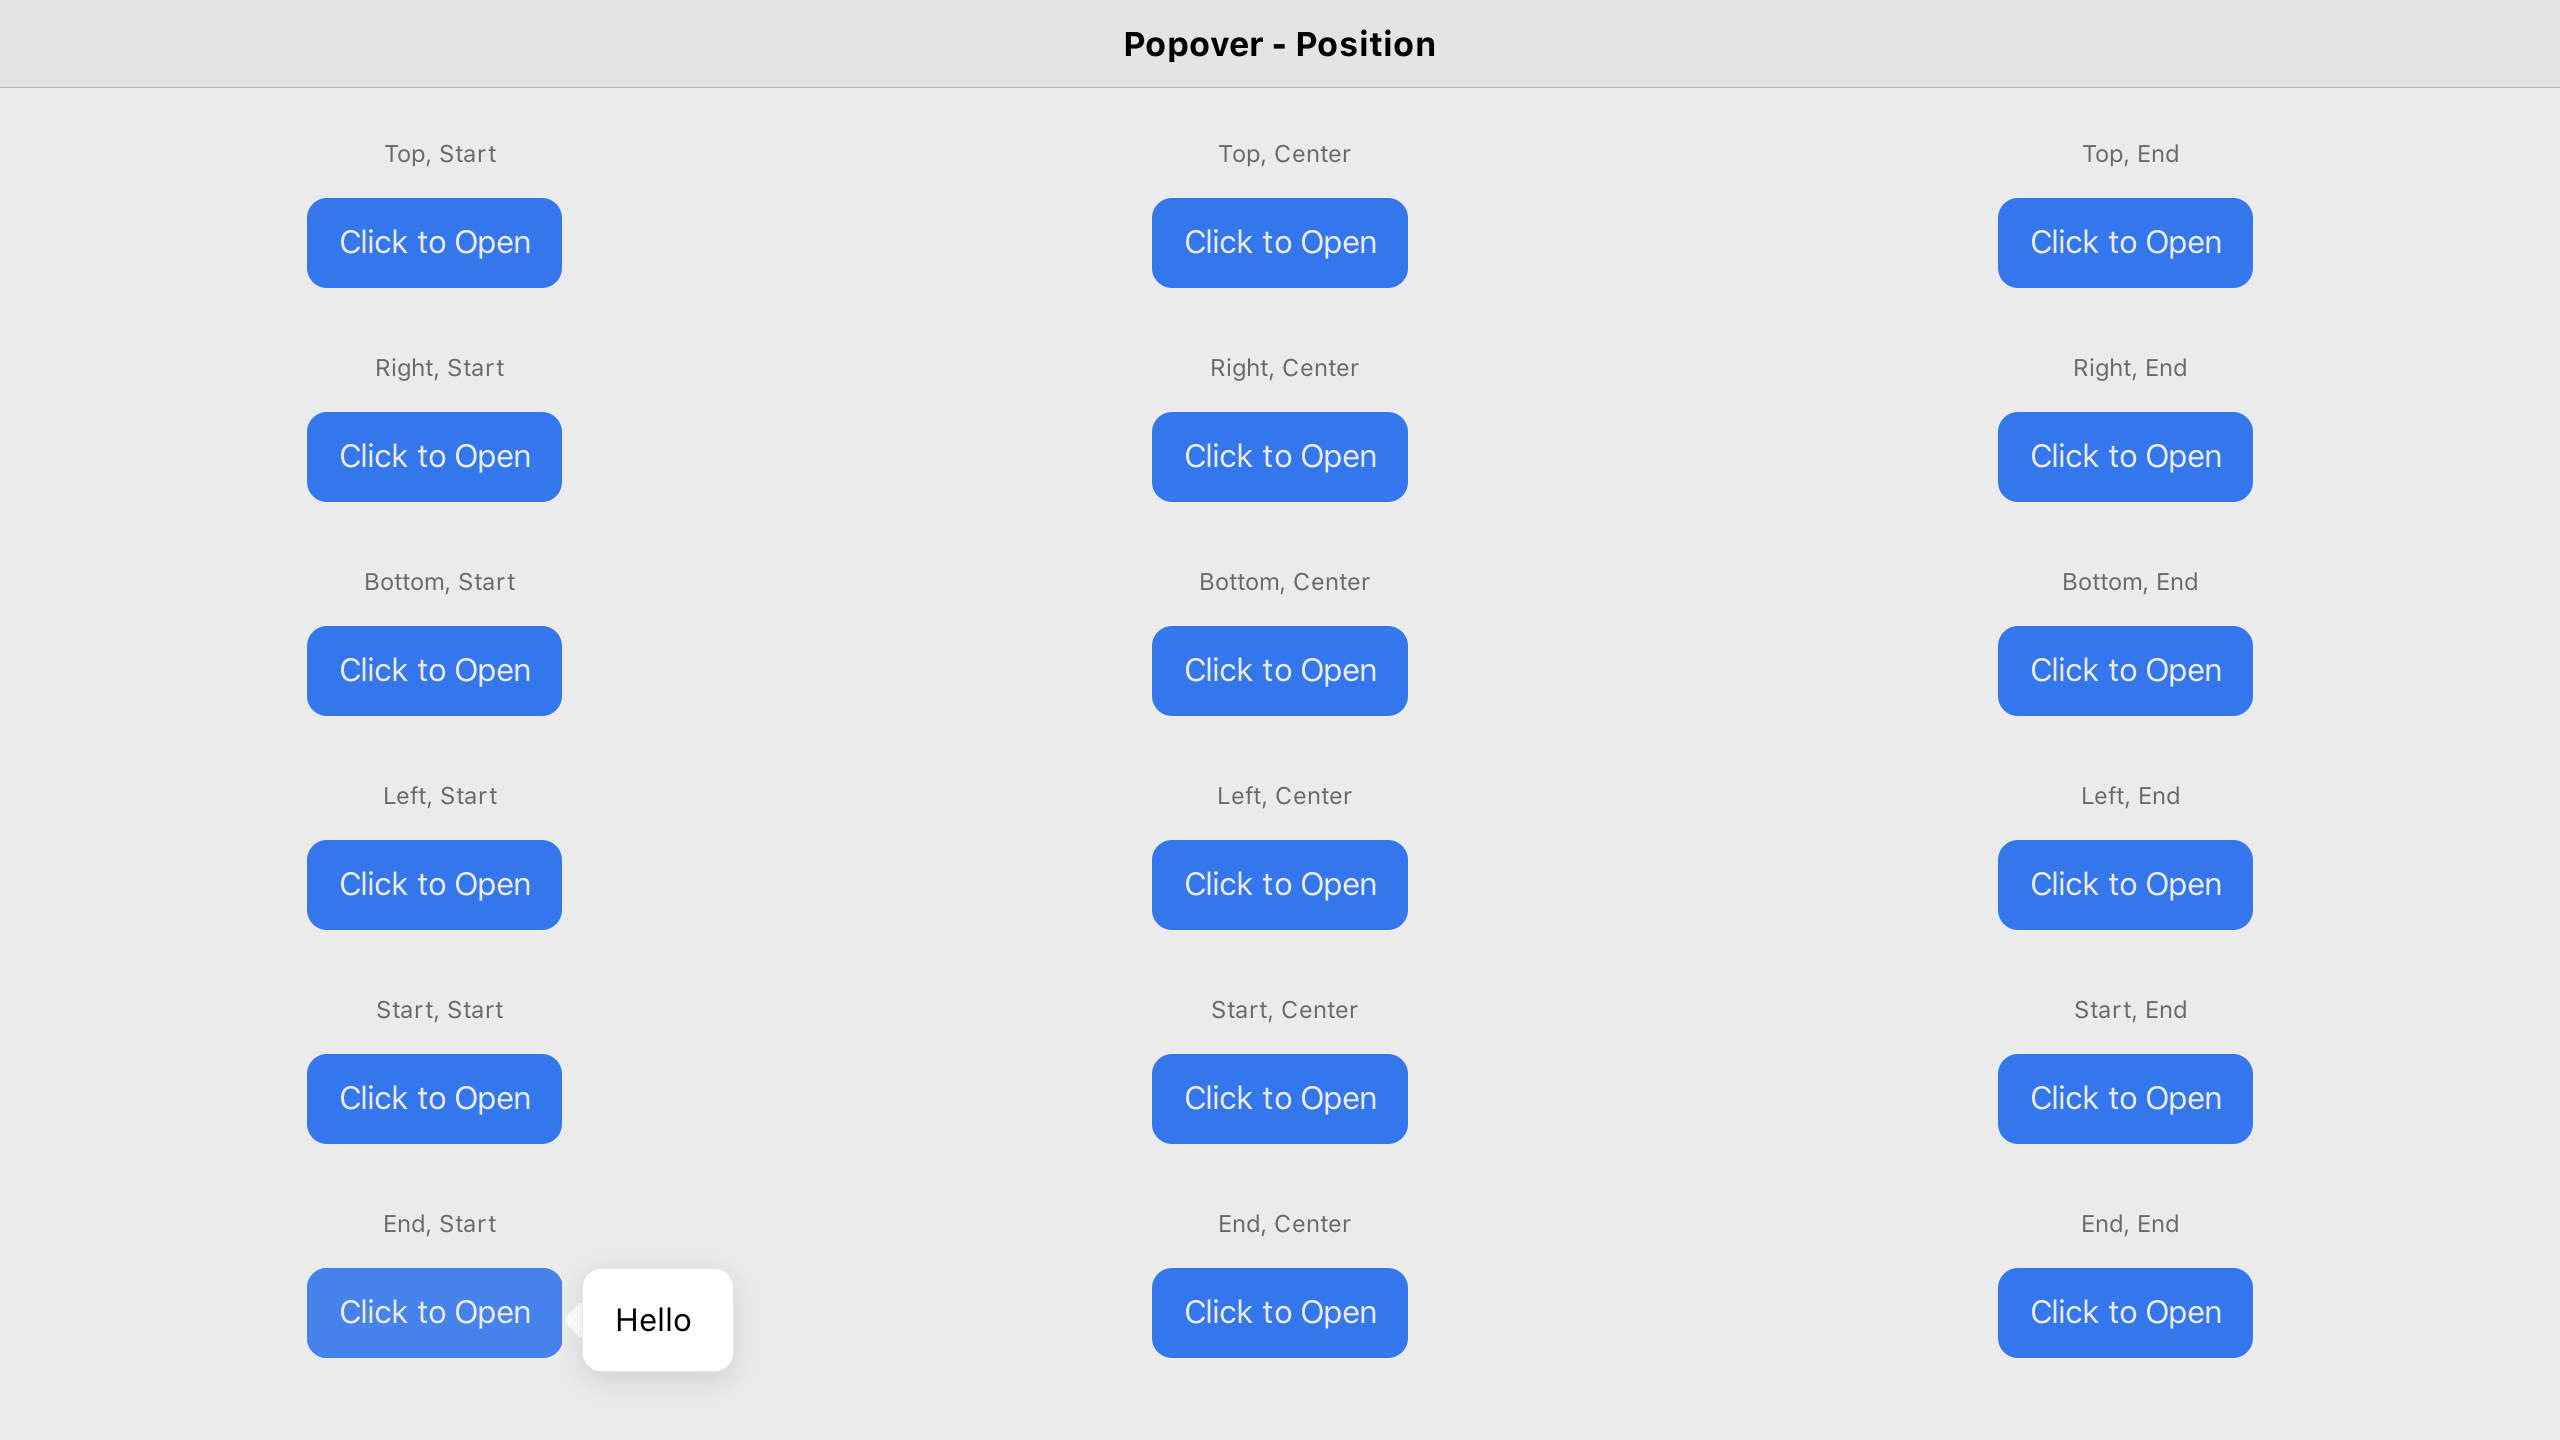 Popover - Position
Top, Start
Top, Center
Top, End
Click to Open
Click to Open
Click to Open
Right, Start
Right, Center
Right, End
Click to Open
Click to Open
Click to Open
Bottom, Start
Bottom, Center
Bottom, End
Click to Open
Click to Open
Click to Open
Left, Start
Left, Center
Left, End
Click to Open
Click to Open
Click to Open
Start, Start
Start, Center
Start, End
Click to Open
Click to Open
Click to Open
End, Start
End, Center
End, End
Click to Open
Hello
Click to Open
Click to Open